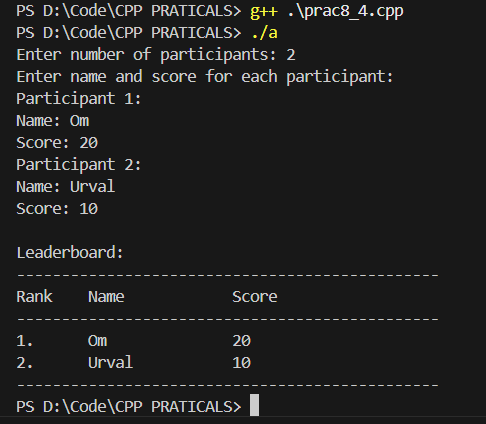 PS D:\Code\CPP PRATICALS> g++ .\prac8_4.cpp
PS D:\Code\CPP PRATICALS> ./a
Enter number of participants: 2
Enter name and score for each participant:
Participant 1:
Name: Om
Score: 20
Participant 2:
Name: Urval
Score: 10

Leaderboard:
-----------------------------------------------
Rank    Name            Score
-----------------------------------------------
1.      Om              20
2.      Urval           10
-----------------------------------------------
PS D:\Code\CPP PRATICALS>